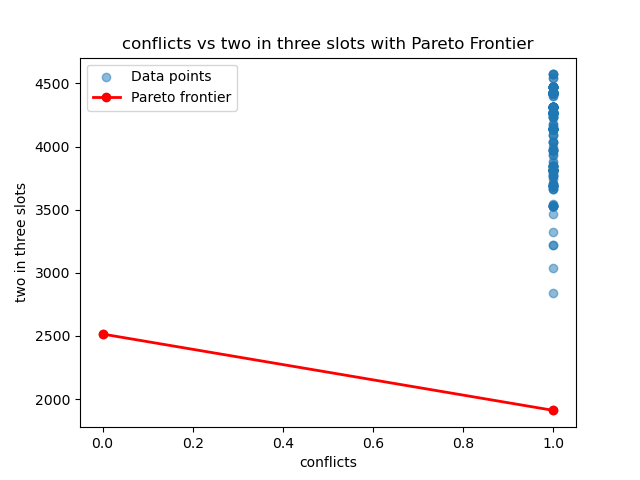 conflicts vs two in three slots with Pareto Frontier
Data points
Pareto frontier
4500
4000
3500
3000
2500
2000
two in three slots
0.0 0.2 0.4 0.6 0.8 1.0
conflicts